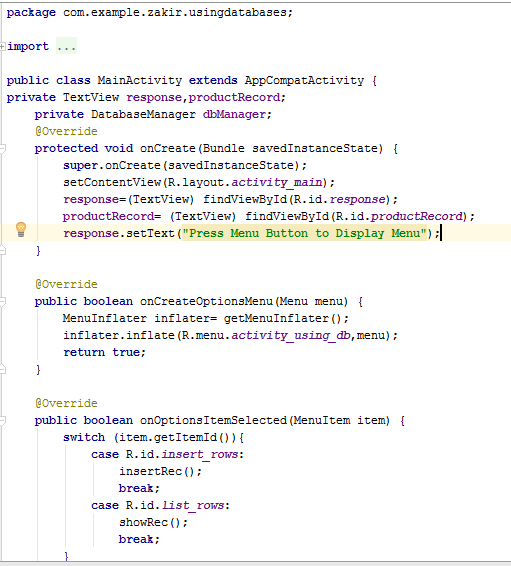 package com.example.zakir.usingdatabases;
import ...
public class MainActivity extends AppCompatActivity {
private TextView response,productRecord;
    private DatabaseManager dbManager;
    @Override
    protected void onCreate(Bundle savedInstanceState) {
        super.onCreate(savedInstanceState);
        setContentView(R.layout.activity_main);
        response=(TextView) findViewById(R.id.response);
        productRecord= (TextView) findViewById(R.id.productRecord);
        response.setText("Press Menu Button to Display Menu");
    }
    @Override
    public boolean onCreateOptionsMenu(Menu menu) {
        MenuInflater inflater= getMenuInflater();
        inflater.inflate(R.menu.activity_using_db,menu);
        return true;
    }
    @Override
    public boolean onOptionsItemSelected(MenuItem item) {
        switch (item.getItemId()){
            case R.id.insert_rows:
                insertRec();
                break;
            case R.id.list_rows:
                showRec();
                break;
        }